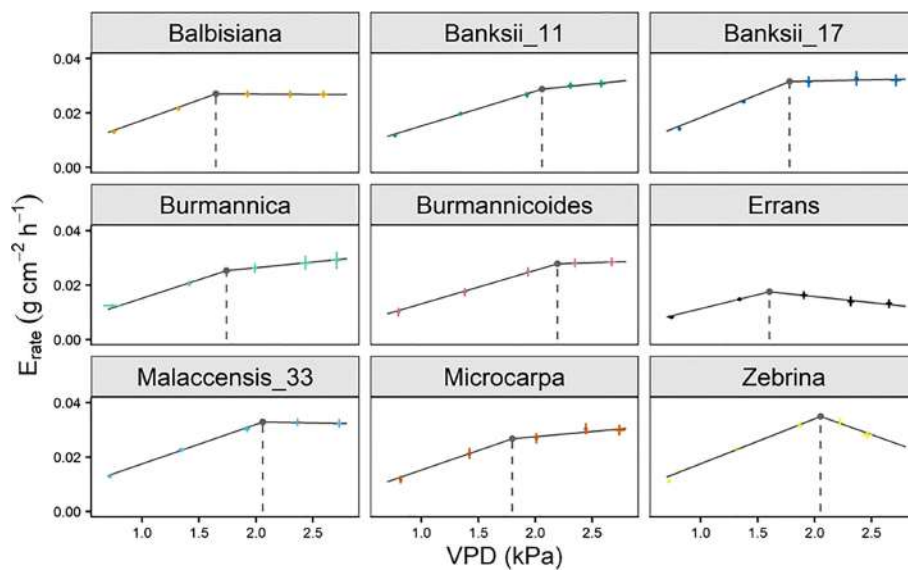 Balbisiana Banksii_11 Banksii_17
0.04
0.02
0.00
Burmannica Burmannicoides Errans
0.04
0.02
0.00
Malaccensis_33 Microcarpa Zebrina
0.04
0.02
0.00
1.0 1.5 2.0 2.5 1.0 1.5 2.0 2.5 1.0 1.5 2.0 2.5
VPD (kPa)
E_rate (g cm⁻² h⁻¹)